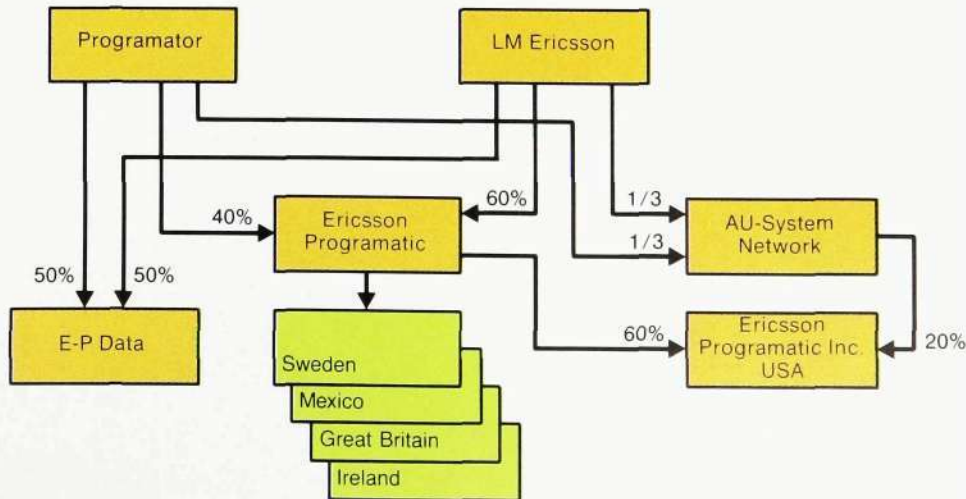 Programator
LM Ericsson
60%
1/3
40%
Ericsson
Programatic
AU-System
Network
1/3
50%
50%
E-P Data
Sweden
60%
Ericsson
Programatic Inc.
USA
20%
Mexico
Great Britain
Ireland